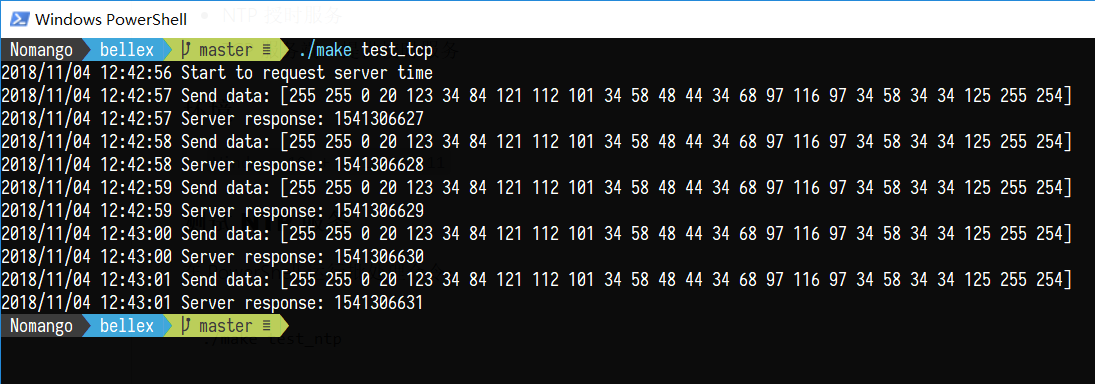 Windows PowerShell
NTP 授时服务
Nomango bellex master ≡ ./make test_tcp
2018/11/04 12:42:56 Start to request server time
2018/11/04 12:42:57 Send data: [255 255 0 20 123 34 84 121 112 101 34 58 48 44 34 68 97 116 97 34 58 34 34 125 255 254]
2018/11/04 12:42:57 Server response: 1541306627
2018/11/04 12:42:58 Send data: [255 255 0 20 123 34 84 121 112 101 34 58 48 44 34 68 97 116 97 34 58 34 34 125 255 254]
2018/11/04 12:42:58 Server response: 1541306628
2018/11/04 12:42:59 Send data: [255 255 0 20 123 34 84 121 112 101 34 58 48 44 34 68 97 116 97 34 58 34 34 125 255 254]
2018/11/04 12:42:59 Server response: 1541306629
2018/11/04 12:43:00 Send data: [255 255 0 20 123 34 84 121 112 101 34 58 48 44 34 68 97 116 97 34 58 34 34 125 255 254]
2018/11/04 12:43:00 Server response: 1541306630
2018/11/04 12:43:01 Send data: [255 255 0 20 123 34 84 121 112 101 34 58 48 44 34 68 97 116 97 34 58 34 34 125 255 254]
2018/11/04 12:43:01 Server response: 1541306631
Nomango bellex master ≡
./make test_ntp